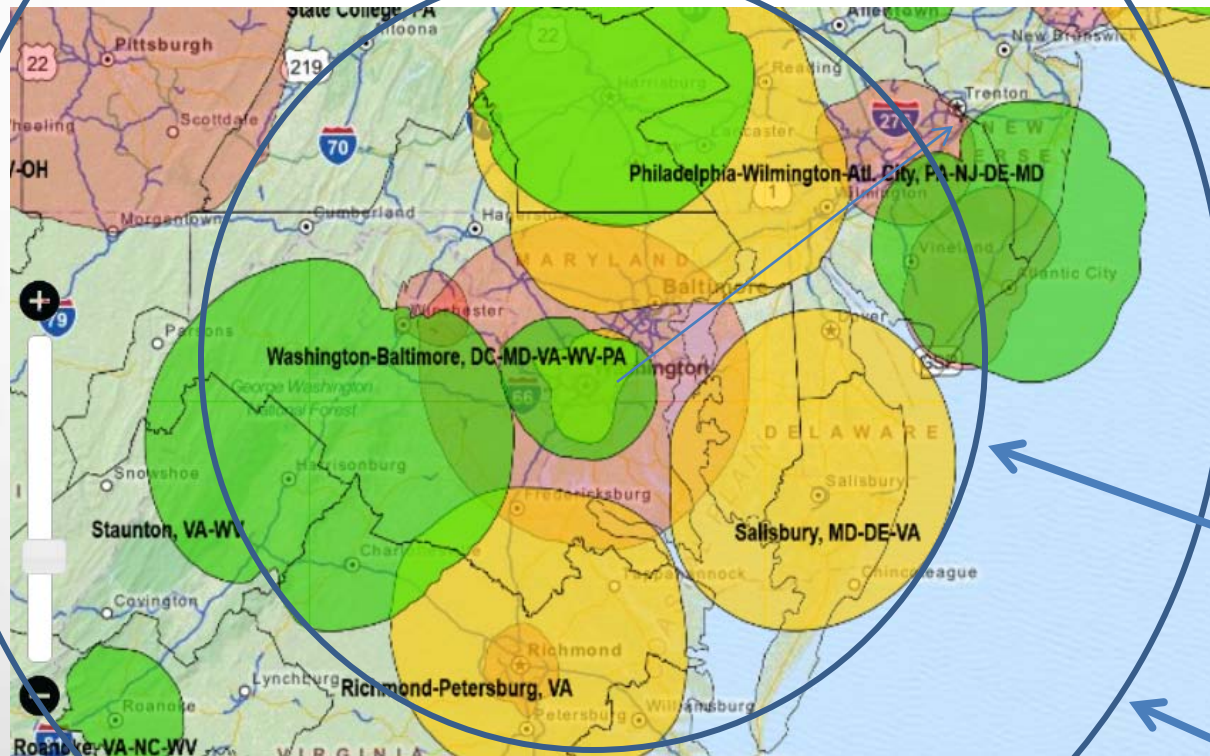 State College, PA
Altoona
Allentown
New Brunswick
Pittsburgh
22
219
22
Harrisburg
Reading
Scottdale
Wheeling
70
Lancaster
Trenton
NEW
JERSEY
V-OH
Philadelphia-Wilmington-Atl. City, PA-NJ-DE-MD
1
Wilmington
Morgantown
Cumberland
Vineland
MARYLAND
Atlantic City
Baltimore
79
Winchester
Parsons
Dover
Washington-Baltimore, DC-MD-VA-WV-PA
George Washington
National Forest
66
DELAWARE
Snowshoe
Harrisonburg
Salisbury
Fredericksburg
Staunton, VA-WV
Salisbury, MD-DE-VA
Tappahannock
Chincoteague
Covington
Richmond
Lynchburg
Richmond-Petersburg, VA
Roanoke
Petersburg
Williamsburg
81
Roanoke, VA-NC-WV
VIRGINIA